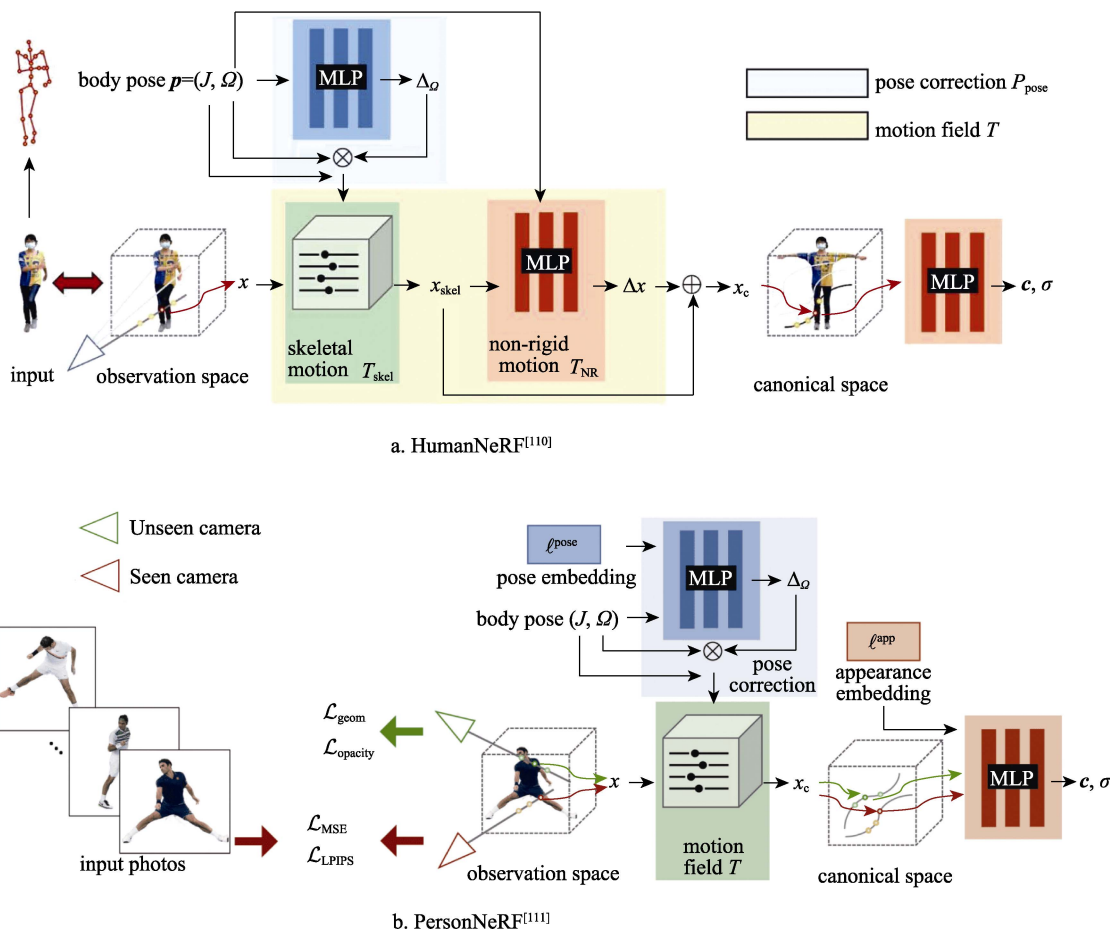 body pose p=(J, Ω)
MLP
Δ_Ω
pose correction P_pose
motion field T
x
x_skel
MLP
Δx
x_c
MLP
c, σ
skeletal
motion T_skel
non-rigid
motion T_NR
input
observation space
canonical space
a. HumanNeRF[110]
Unseen camera
Seen camera
ℓ^pose
pose embedding
MLP
Δ_Ω
body pose (J, Ω)
pose
correction
ℓ^app
appearance
embedding
ℒ_geom
ℒ_opacity
ℒ_MSE
ℒ_LPIPS
x
x_c
MLP
c, σ
motion
field T
input photos
observation space
canonical space
b. PersonNeRF[111]